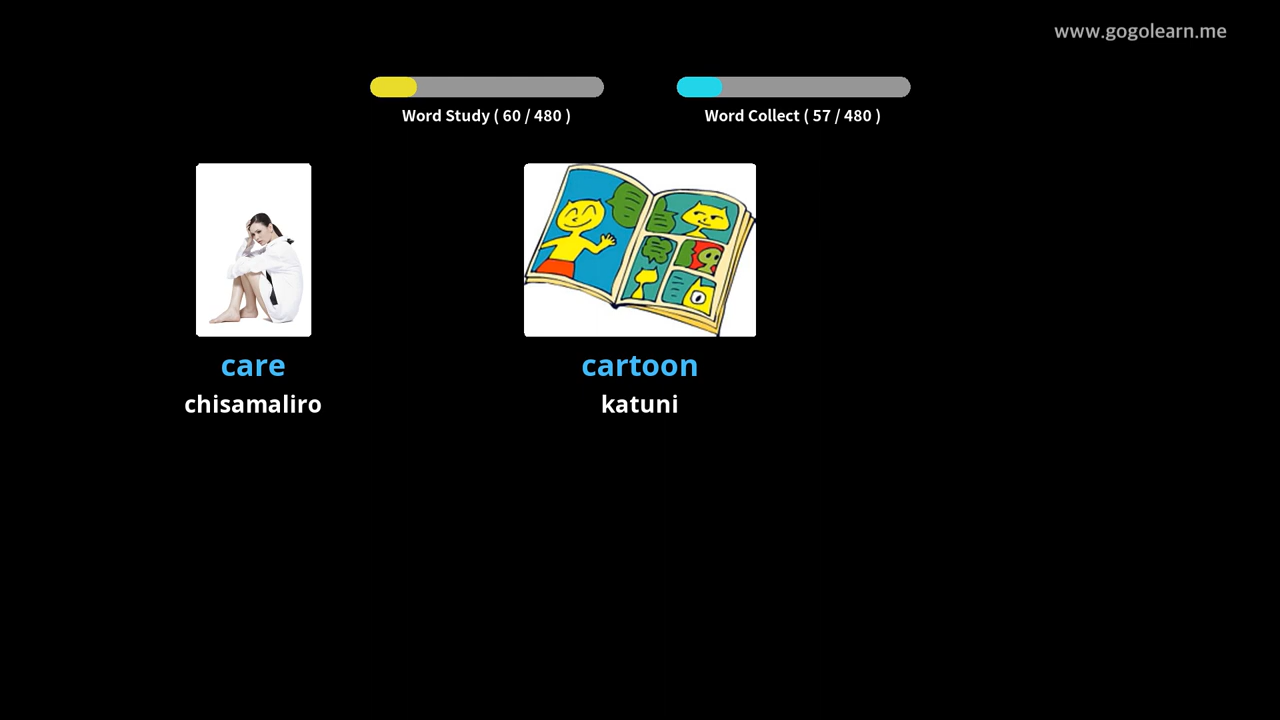 www.gogolearn.me
Word Study ( 60 / 480 )
Word Collect ( 57 / 480 )
care
chisamaliro
cartoon
katuni